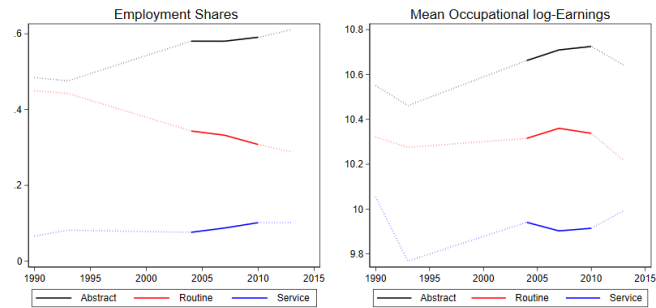 Employment Shares
.6
.4
.2
0
1990 1995 2000 2005 2010 2015
Abstract Routine Service
Mean Occupational log-Earnings
10.8
10.6
10.4
10.2
10
9.8
1990 1995 2000 2005 2010 2015
Abstract Routine Service